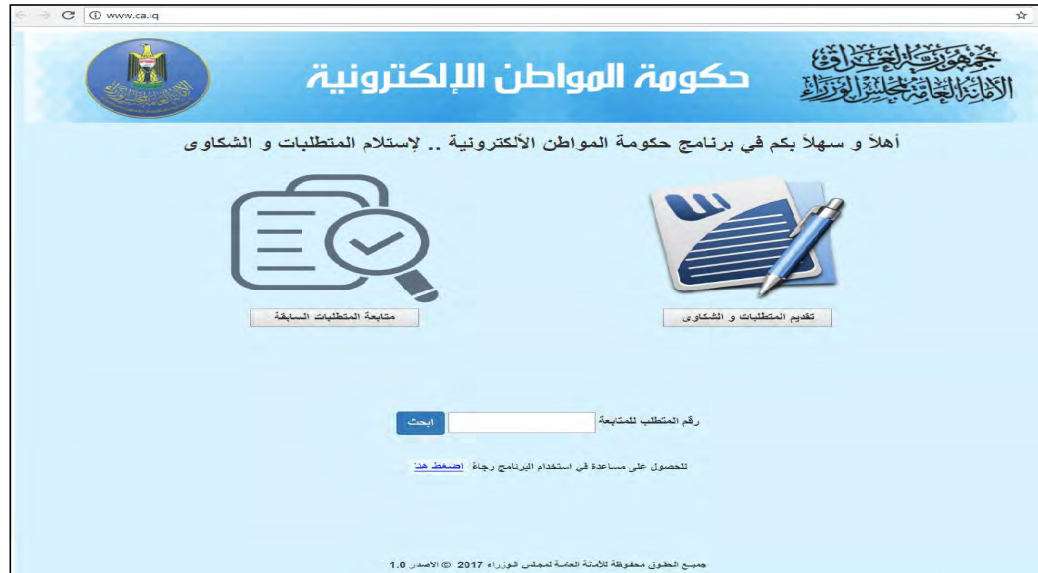 www.ca.iq
جمهورية العراق
الأمانة العامة لمجلس الوزراء
حكومة المواطن الإلكترونية
أهلاً و سهلاً بكم في برنامج حكومة المواطن الألكترونية .. لإستلام المتطلبات و الشكاوى
تقديم المتطلبات و الشكاوى
متابعة المتطلبات السابقة
رقم المتطلب للمتابعة
ابحث
للحصول على مساعدة في استخدام البرنامج رجاءً اضغط هنا
جميع الحقوق محفوظة للأمانة العامة لمجلس الوزراء 2017 © الاصدار 1.0